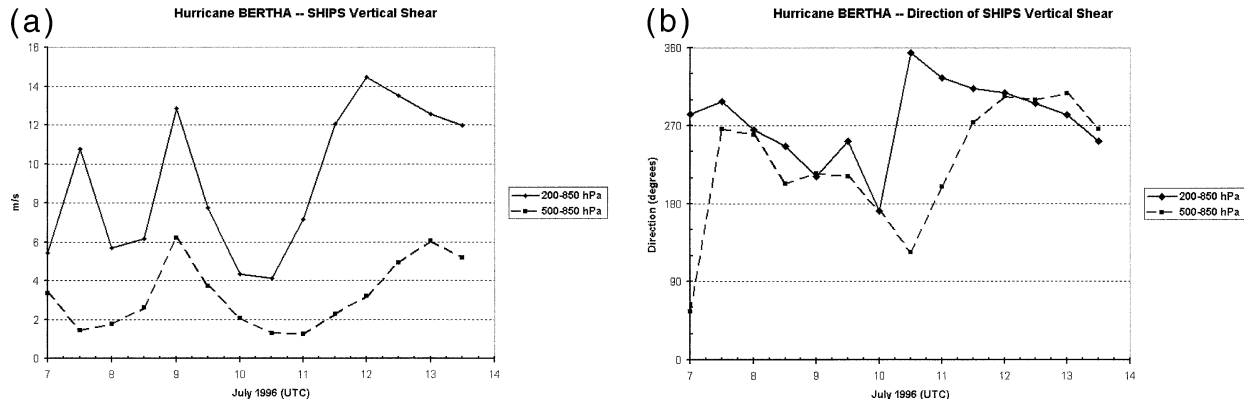 (a)
Hurricane BERTHA -- SHIPS Vertical Shear
16
14
12
10
8
6
4
2
0
m/s
7 8 9 10 11 12 13 14
July 1996 (UTC)
200-850 hPa
500-850 hPa
(b)
Hurricane BERTHA -- Direction of SHIPS Vertical Shear
360
270
180
90
0
Direction (degrees)
7 8 9 10 11 12 13 14
July 1996 (UTC)
200-850 hPa
500-850 hPa